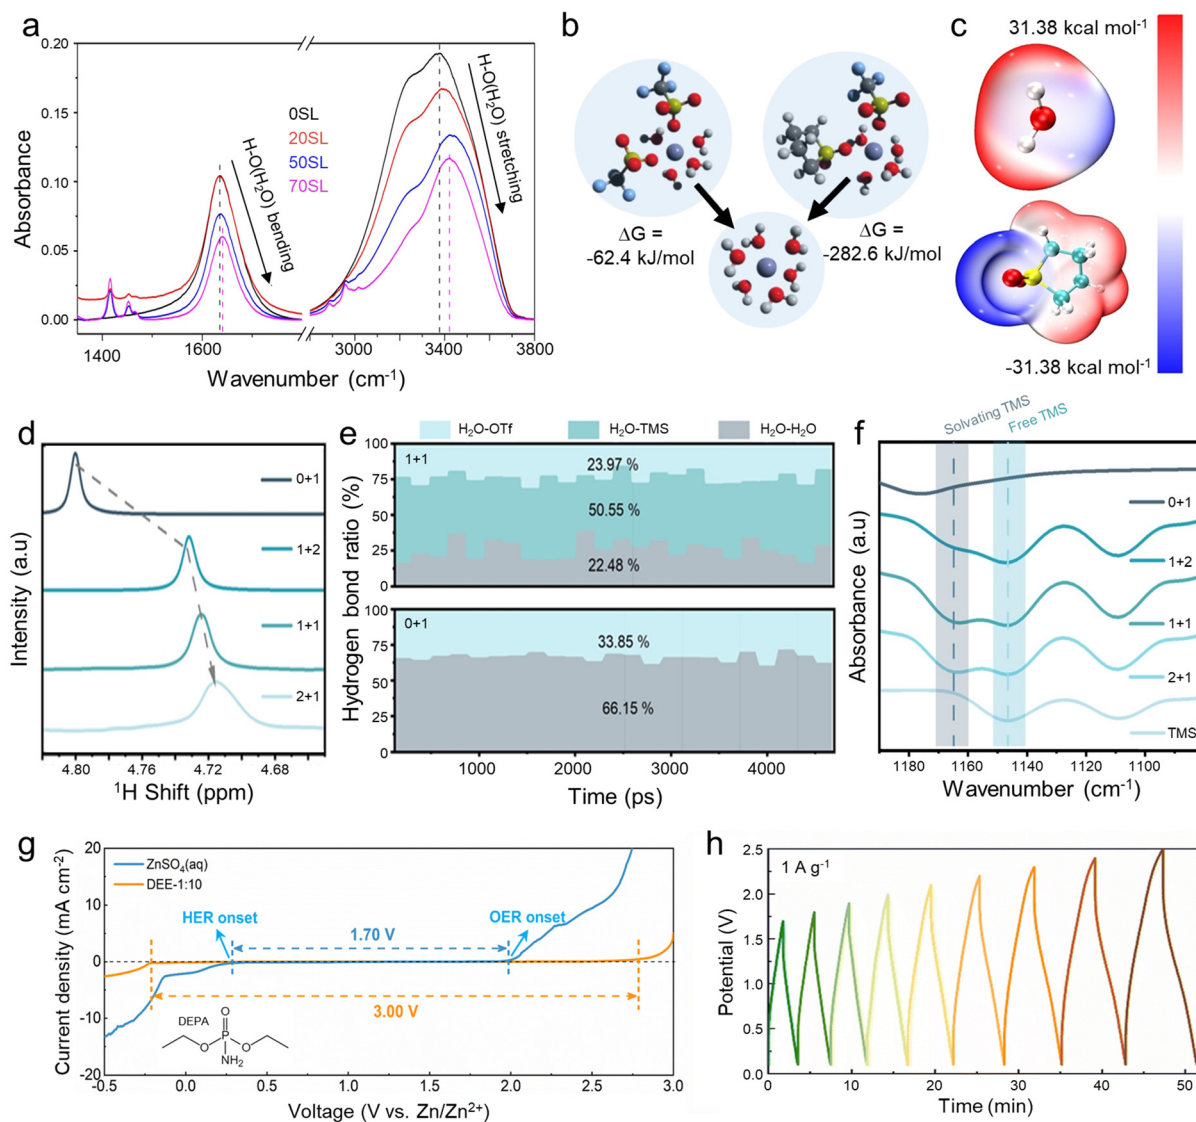 a
0.20
0.15
0.10
0.05
0.00
Absorbance
0SL
20SL
50SL
70SL
H-O(H₂O) bending
H-O(H₂O) stretching
1400
1600
3000
3400
3800
Wavenumber (cm⁻¹)
b
ΔG =
-62.4 kJ/mol
ΔG =
-282.6 kJ/mol
c
31.38 kcal mol⁻¹
-31.38 kcal mol⁻¹
d
Intensity (a.u)
0+1
1+2
1+1
2+1
4.80
4.76
4.72
4.68
¹H Shift (ppm)
e
H₂O-OTf
H₂O-TMS
H₂O-H₂O
Hydrogen bond ratio (%)
100
75
50
25
0
1+1
23.97 %
50.55 %
22.48 %
100
75
50
25
0
0+1
33.85 %
66.15 %
1000
2000
3000
4000
Time (ps)
f
Solvating TMS
Free TMS
Absorbance (a.u)
0+1
1+2
1+1
2+1
TMS
1180
1160
1140
1120
1100
Wavenumber (cm⁻¹)
g
Current density (mA cm⁻²)
20
10
0
-10
-20
ZnSO₄(aq)
DEE-1:10
HER onset
OER onset
1.70 V
3.00 V
DEPA
O
P
O
O
NH₂
-0.5
0.0
0.5
1.0
1.5
2.0
2.5
3.0
Voltage (V vs. Zn/Zn²⁺)
h
1 A g⁻¹
Potential (V)
2.5
2.0
1.5
1.0
0.5
0.0
0
10
20
30
40
50
Time (min)